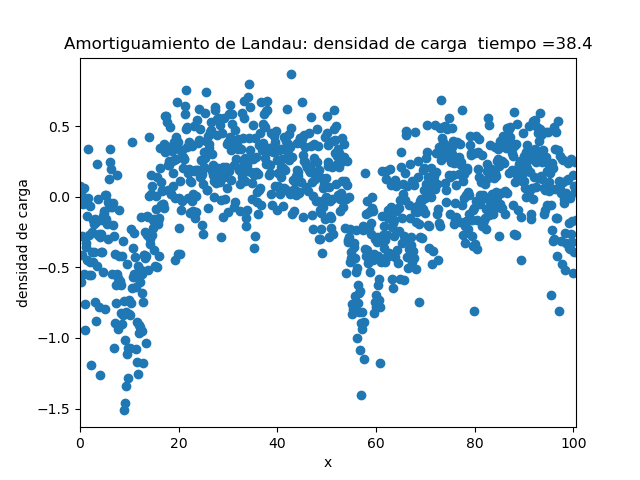 Amortiguamiento de Landau: densidad de carga  tiempo =38.4
densidad de carga
0.5
0.0
−0.5
−1.0
−1.5
0 20 40 60 80 100
x